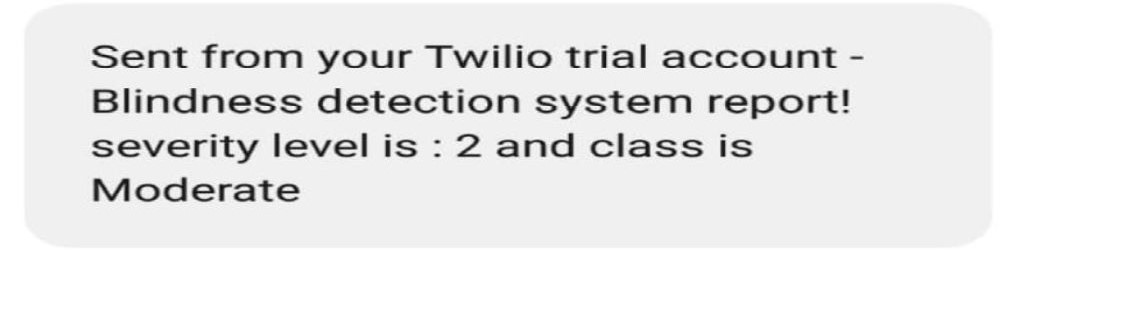 Sent from your Twilio trial account -
Blindness detection system report!
severity level is : 2 and class is
Moderate